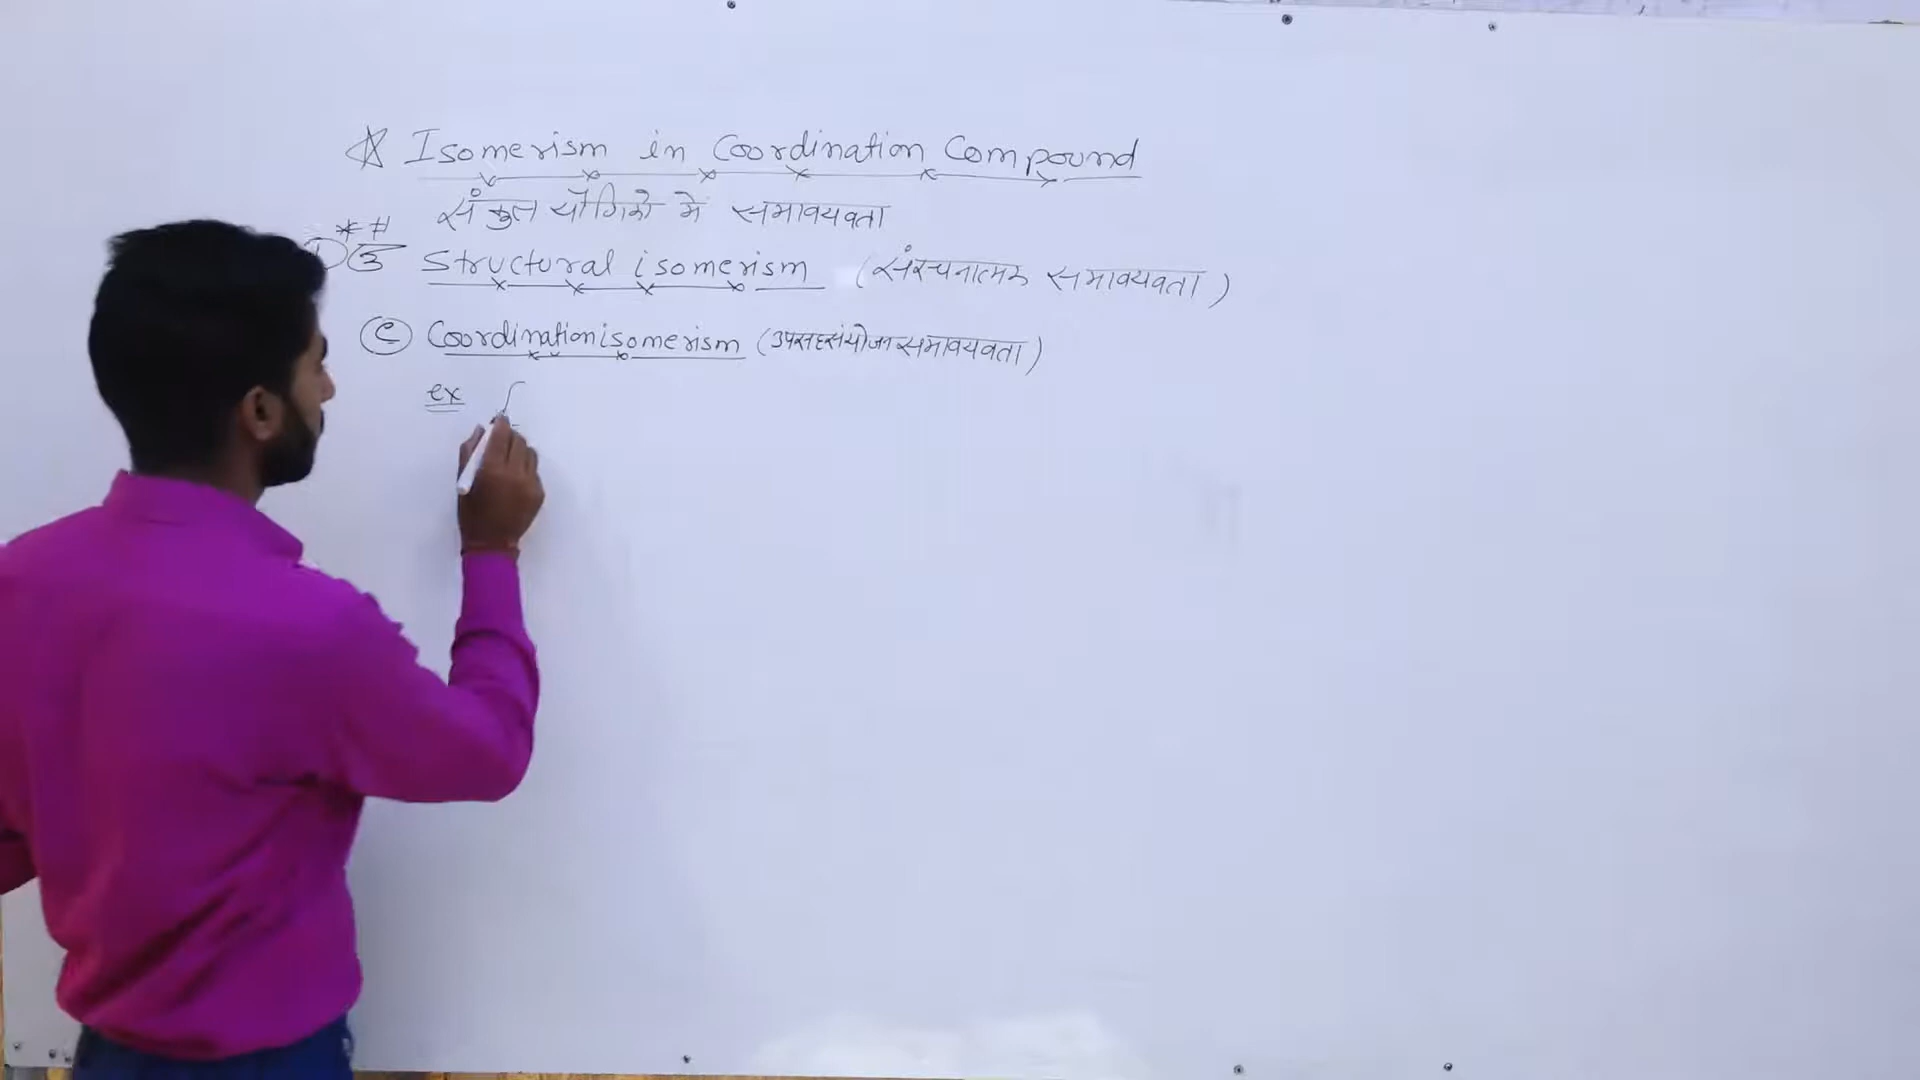 Isomerism in Coordination Compound
संकुल यौगिको में समावयवता
Structural isomerism (संरचनात्मक समावयवता)
(e) Coordination isomerism (उपसहसंयोजन समावयवता)
ex